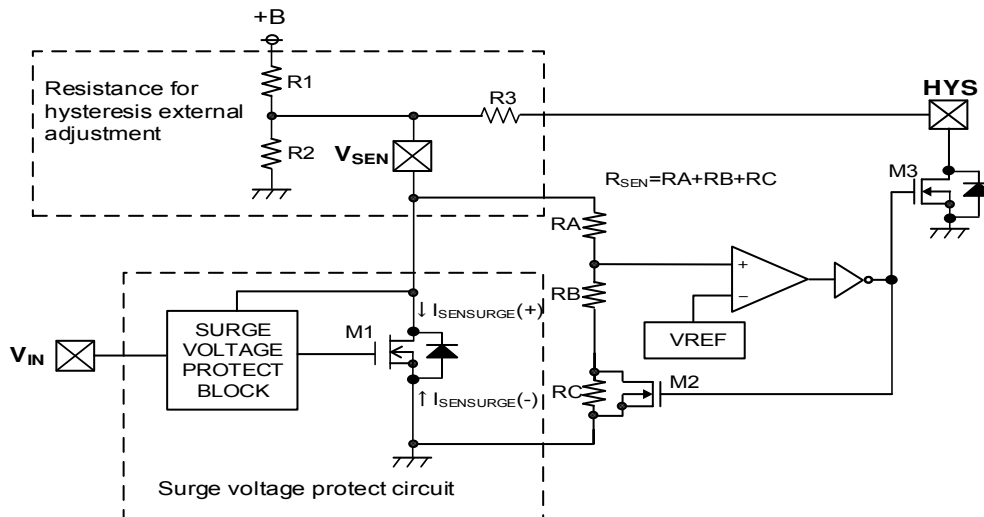 +B
R1
Resistance for
hysteresis external
adjustment
R2
R3
HYS
VSEN
M3
RSEN=RA+RB+RC
RA
RB
+
−
VREF
↓ ISENSURGE(+)
M1
SURGE
VOLTAGE
PROTECT
BLOCK
VIN
↑ ISENSURGE(-)
RC
M2
Surge voltage protect circuit